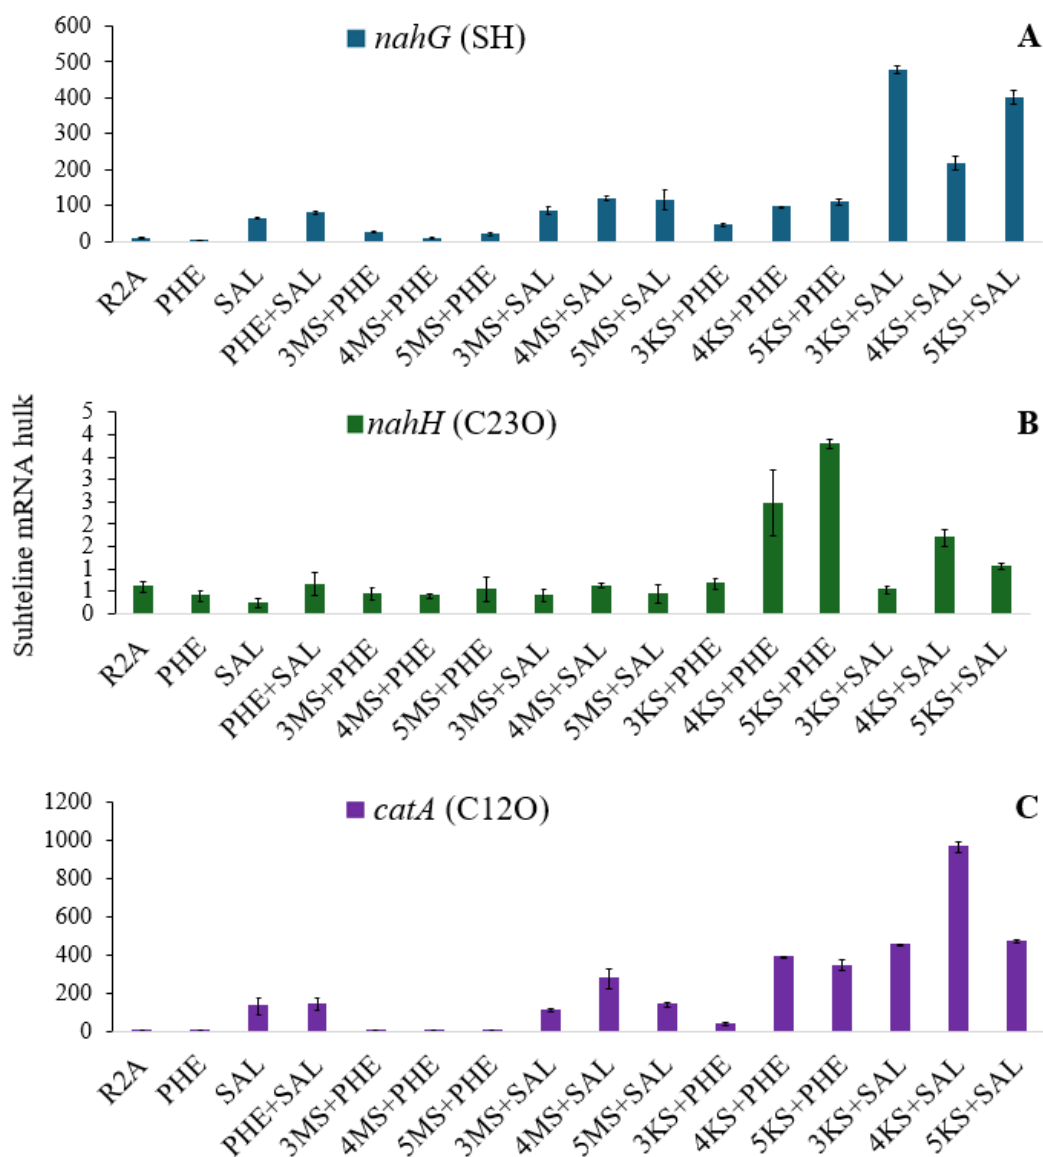 600
nahG (SH)
A
500
400
300
200
100
0
R2A
PHE
SAL
PHE+SAL
3MS+PHE
4MS+PHE
5MS+PHE
3MS+SAL
4MS+SAL
5MS+SAL
3KS+PHE
4KS+PHE
5KS+PHE
3KS+SAL
4KS+SAL
5KS+SAL
Suhteline mRNA hulk
5
nahH (C23O)
B
4
4
3
3
2
2
1
1
0
R2A
PHE
SAL
PHE+SAL
3MS+PHE
4MS+PHE
5MS+PHE
3MS+SAL
4MS+SAL
5MS+SAL
3KS+PHE
4KS+PHE
5KS+PHE
3KS+SAL
4KS+SAL
5KS+SAL
1200
catA (C12O)
C
1000
800
600
400
200
0
R2A
PHE
SAL
PHE+SAL
3MS+PHE
4MS+PHE
5MS+PHE
3MS+SAL
4MS+SAL
5MS+SAL
3KS+PHE
4KS+PHE
5KS+PHE
3KS+SAL
4KS+SAL
5KS+SAL